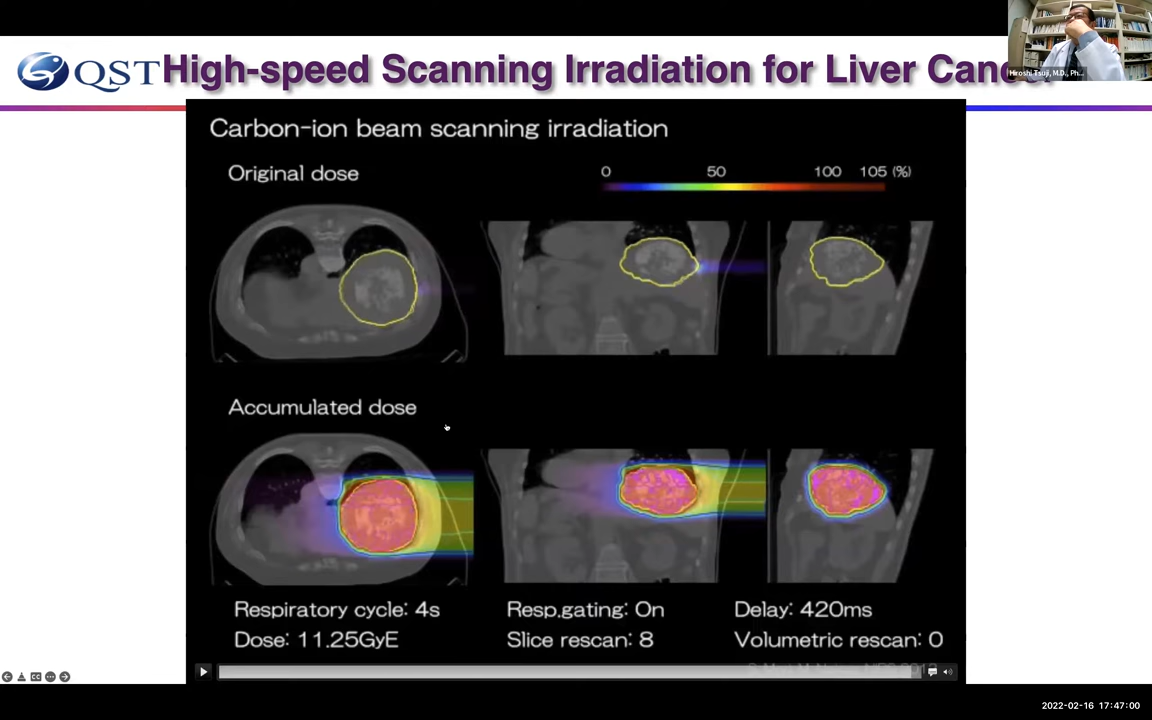 QST High-speed Scanning Irradiation for Liver Cancer
Hiroshi Tsuji, M.D., Ph...
Carbon-ion beam scanning irradiation
Original dose
0 50 100 105 (%)
Accumulated dose
Respiratory cycle: 4s Resp.gating: On Delay: 420ms
Dose: 11.25GyE Slice rescan: 8 Volumetric rescan: 0
2022-02-16 17:47:00